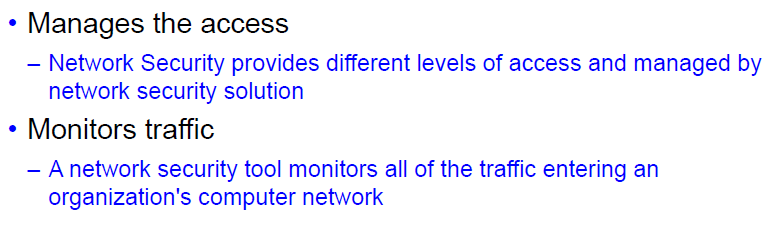 • Manages the access
– Network Security provides different levels of access and managed by
network security solution
• Monitors traffic
– A network security tool monitors all of the traffic entering an
organization's computer network